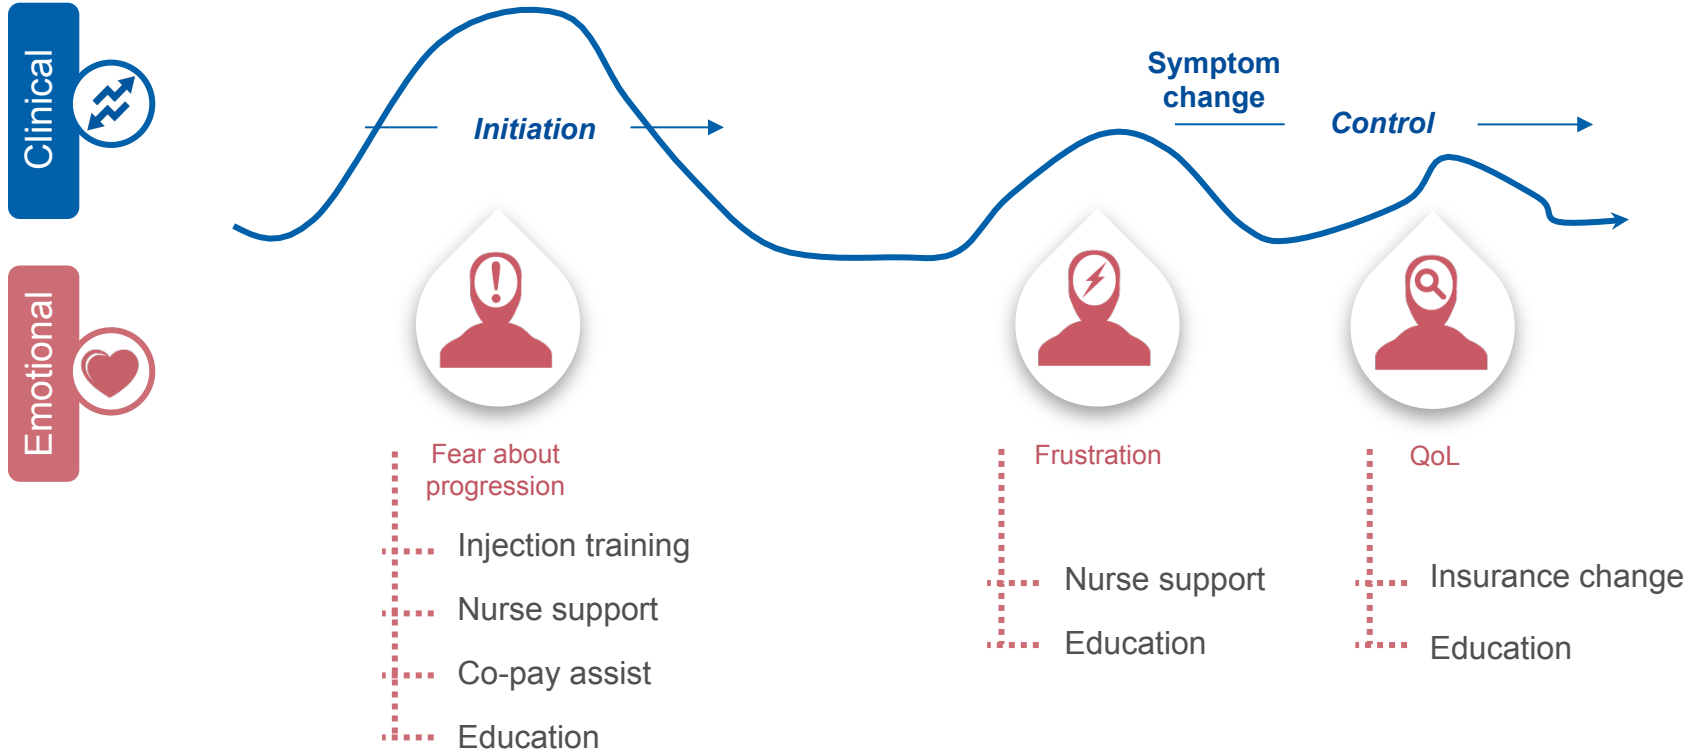 Clinical
Symptom
change
Initiation
Control
Emotional
Fear about
progression
Injection training
Nurse support
Co-pay assist
Education
Frustration
Nurse support
Education
QoL
Insurance change
Education